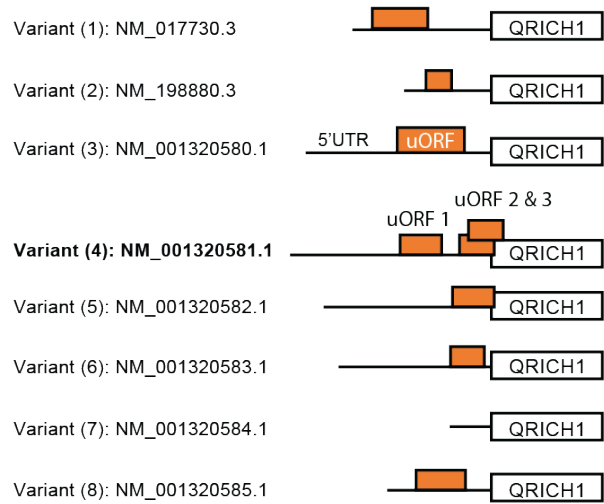 Variant (1): NM_017730.3 QRICH1
Variant (2): NM_198880.3 QRICH1
Variant (3): NM_001320580.1 5'UTR uORF QRICH1
uORF 2 & 3
uORF 1
Variant (4): NM_001320581.1 QRICH1
Variant (5): NM_001320582.1 QRICH1
Variant (6): NM_001320583.1 QRICH1
Variant (7): NM_001320584.1 QRICH1
Variant (8): NM_001320585.1 QRICH1